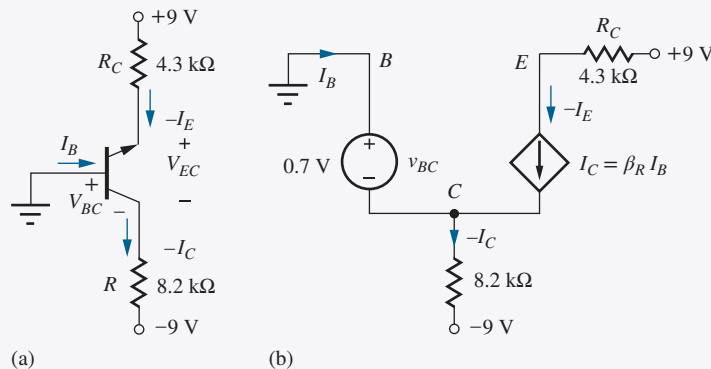 +9 V
R_C 4.3 kΩ
–I_E
I_B
+
V_EC
–
+
V_BC
–
–I_C
R 8.2 kΩ
–9 V
(a)
I_B
B
0.7 V
+
–
v_BC
C
–I_C
8.2 kΩ
–9 V
E
R_C
+9 V
4.3 kΩ
–I_E
I_C = β_R I_B
(b)